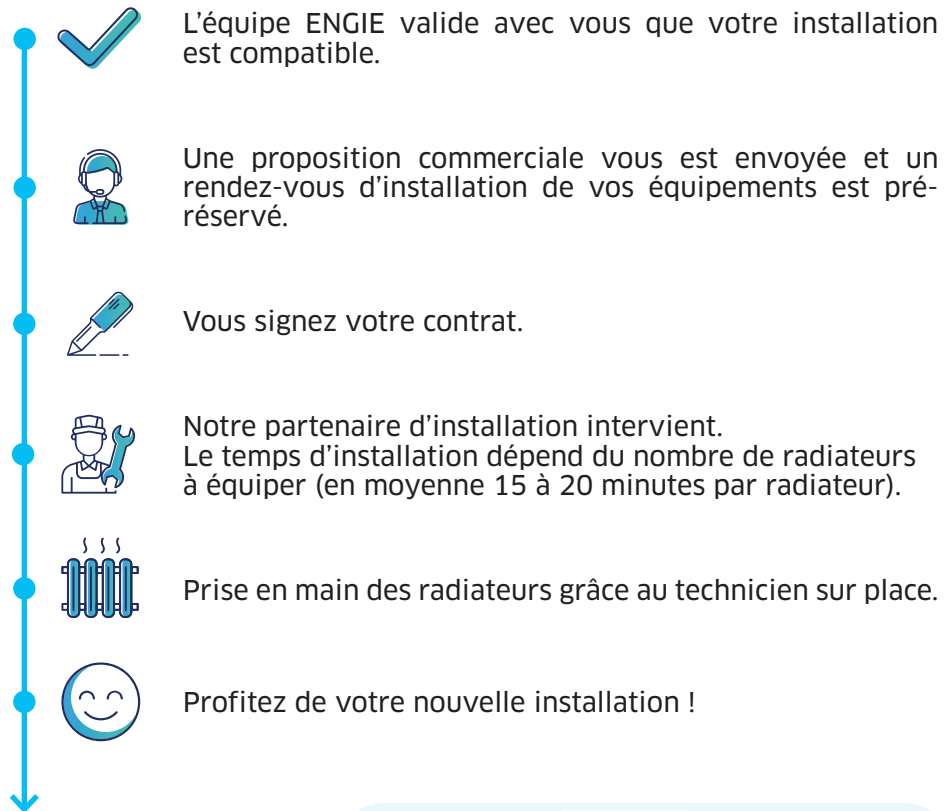 L’équipe ENGIE valide avec vous que votre installation
est compatible.
Une proposition commerciale vous est envoyée et un
rendez-vous d’installation de vos équipements est pré-
réservé.
Vous signez votre contrat.
Notre partenaire d’installation intervient.
Le temps d’installation dépend du nombre de radiateurs
à équiper (en moyenne 15 à 20 minutes par radiateur).
Prise en main des radiateurs grâce au technicien sur place.
Profitez de votre nouvelle installation !